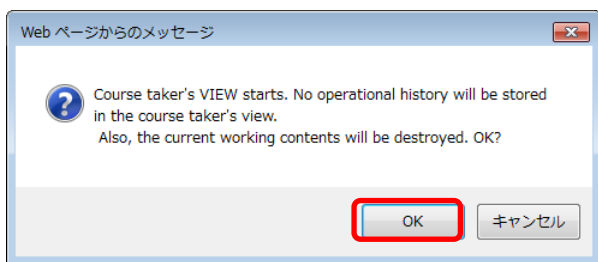 Web ページからのメッセージ
Course taker's VIEW starts. No operational history will be stored
in the course taker's view.
Also, the current working contents will be destroyed. OK?
OK
キャンセル